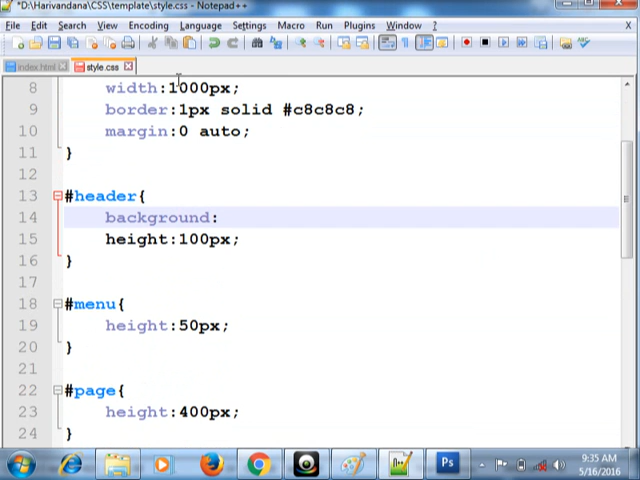 *D:\Harivandana\CSS\template\style.css - Notepad++
File Edit Search View Encoding Language Settings Macro Run Plugins Window ? X
index.html style.css
8 width:1000px;
9 border:1px solid #c8c8c8;
10 margin:0 auto;
11 }
12
13 #header{
14 background:
15 height:100px;
16 }
17
18 #menu{
19 height:50px;
20 }
21
22 #page{
23 height:400px;
24 }
Ps
9:35 AM
5/16/2016